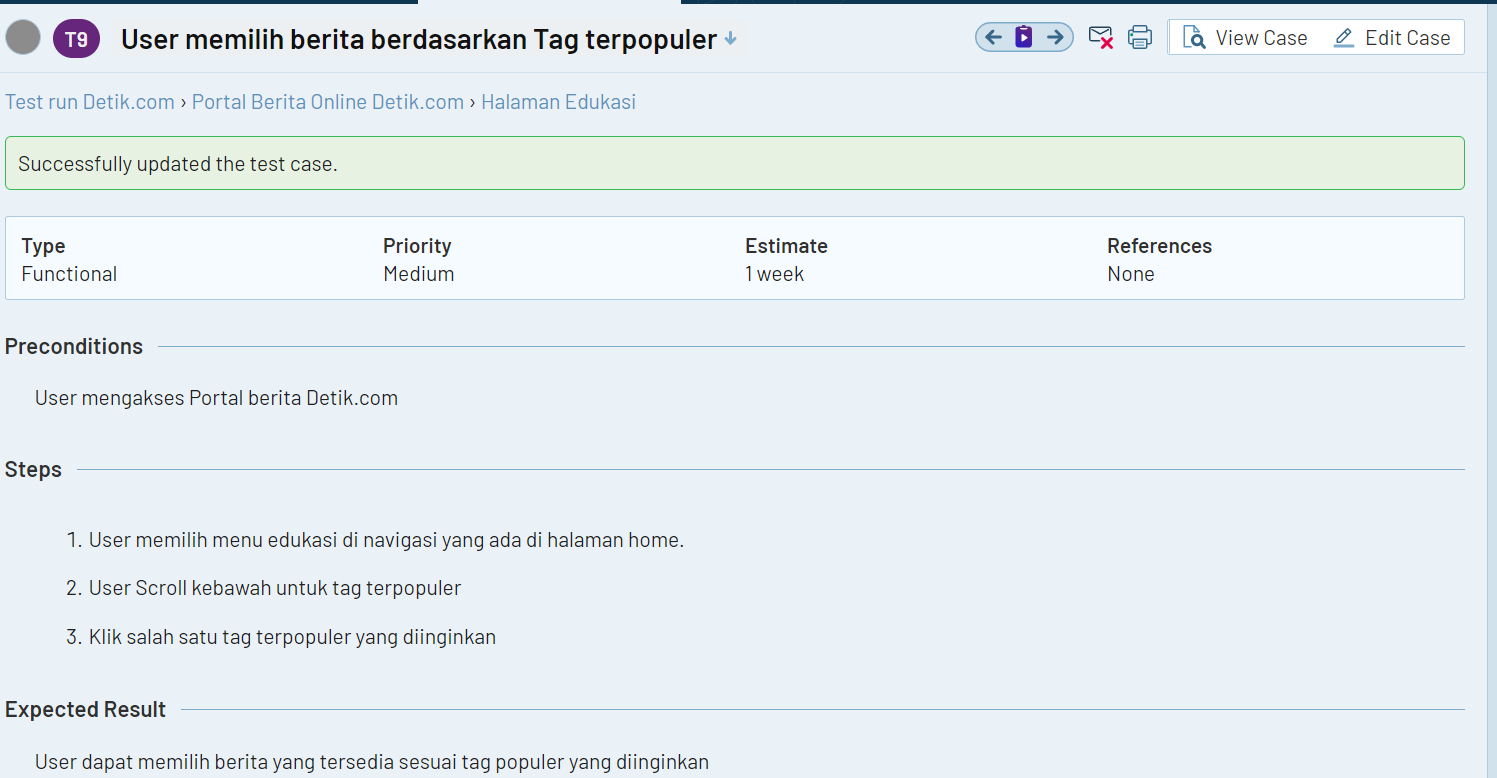 T9 User memilih berita berdasarkan Tag terpopuler View Case Edit Case
Test run Detik.com › Portal Berita Online Detik.com › Halaman Edukasi
Successfully updated the test case.
Type Priority Estimate References
Functional Medium 1 week None
Preconditions
User mengakses Portal berita Detik.com
Steps
1. User memilih menu edukasi di navigasi yang ada di halaman home.
2. User Scroll kebawah untuk tag terpopuler
3. Klik salah satu tag terpopuler yang diinginkan
Expected Result
User dapat memilih berita yang tersedia sesuai tag populer yang diinginkan